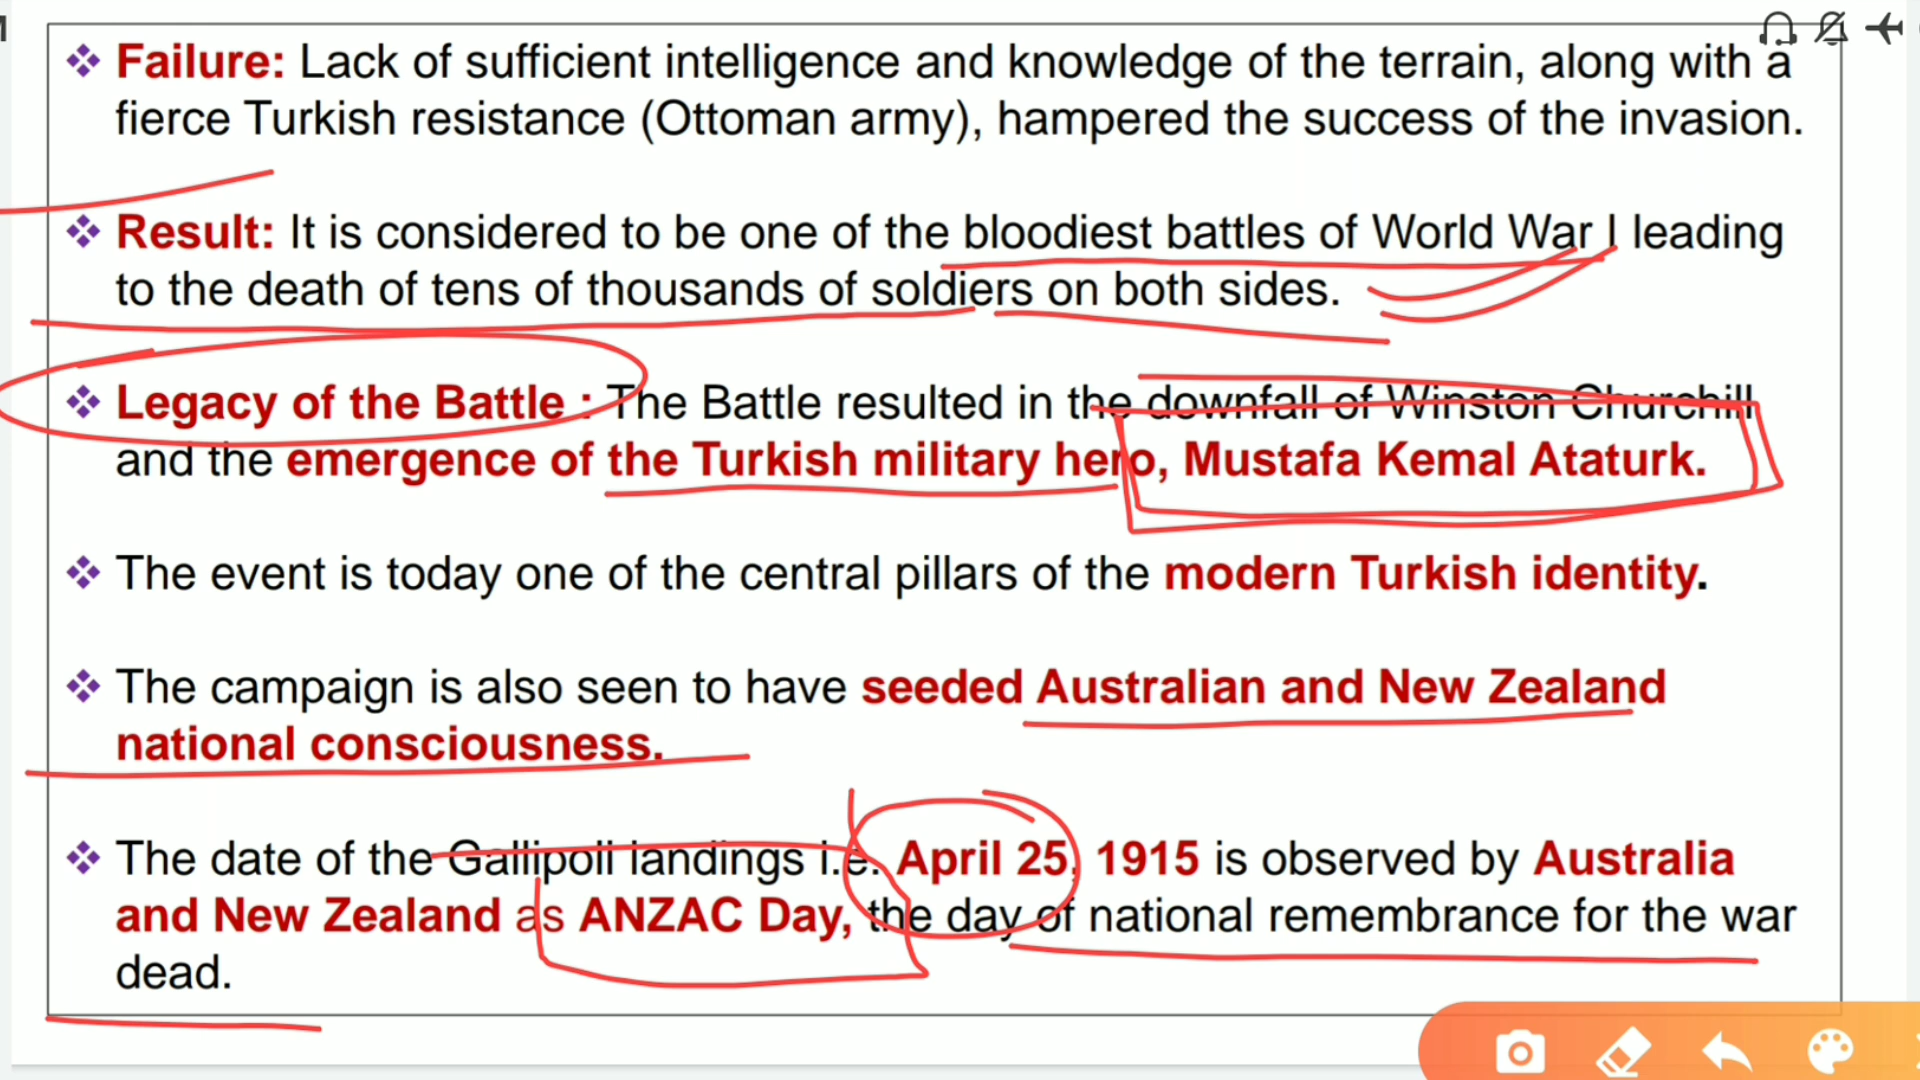 Failure: Lack of sufficient intelligence and knowledge of the terrain, along with a
fierce Turkish resistance (Ottoman army), hampered the success of the invasion.
Result: It is considered to be one of the bloodiest battles of World War I leading
to the death of tens of thousands of soldiers on both sides.
Legacy of the Battle : The Battle resulted in the downfall of Winston Churchill
and the emergence of the Turkish military hero, Mustafa Kemal Ataturk.
The event is today one of the central pillars of the modern Turkish identity.
The campaign is also seen to have seeded Australian and New Zealand
national consciousness.
The date of the Gallipoli landings i.e. April 25, 1915 is observed by Australia
and New Zealand as ANZAC Day, the day of national remembrance for the war
dead.